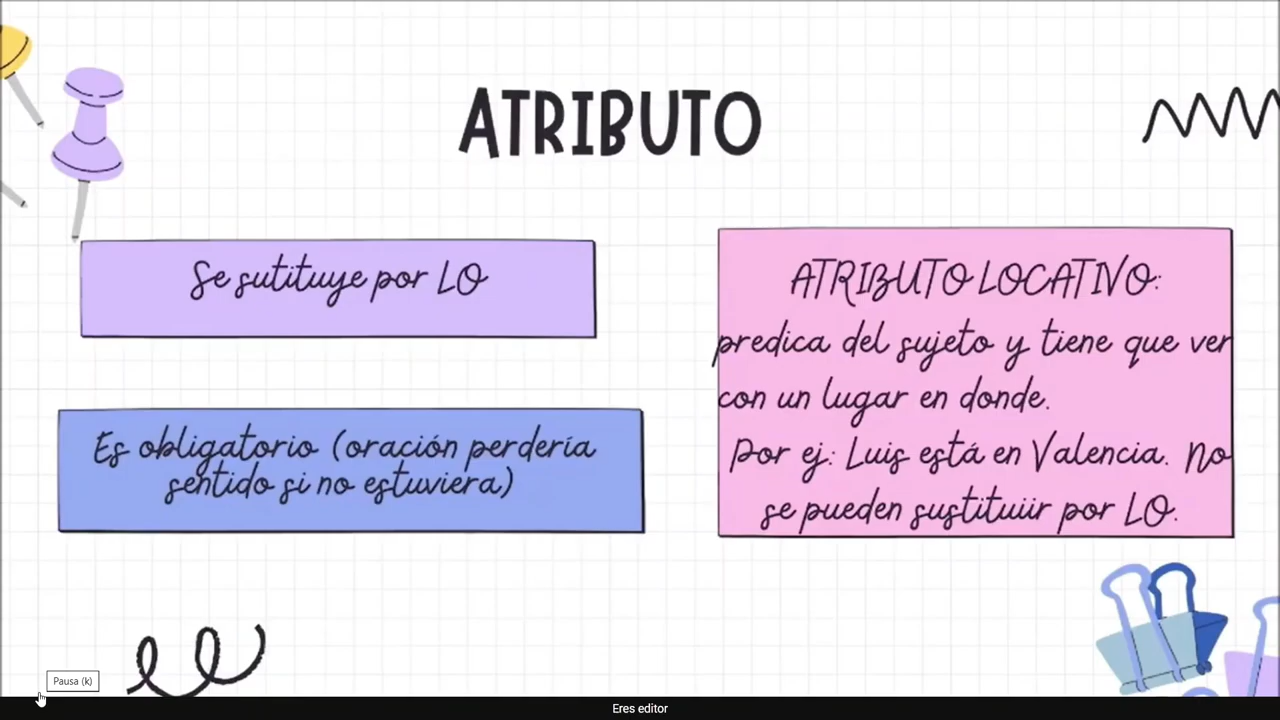 ATRIBUTO
Se sutituye por LO
Es obligatorio (oración perdería
sentido si no estuviera)
ATRIBUTO LOCATIVO:
predica del sujeto y tiene que ver
con un lugar en donde.
Por ej: Luis está en Valencia. No
se pueden sustituiir por LO.
Pausa (k)
Eres editor